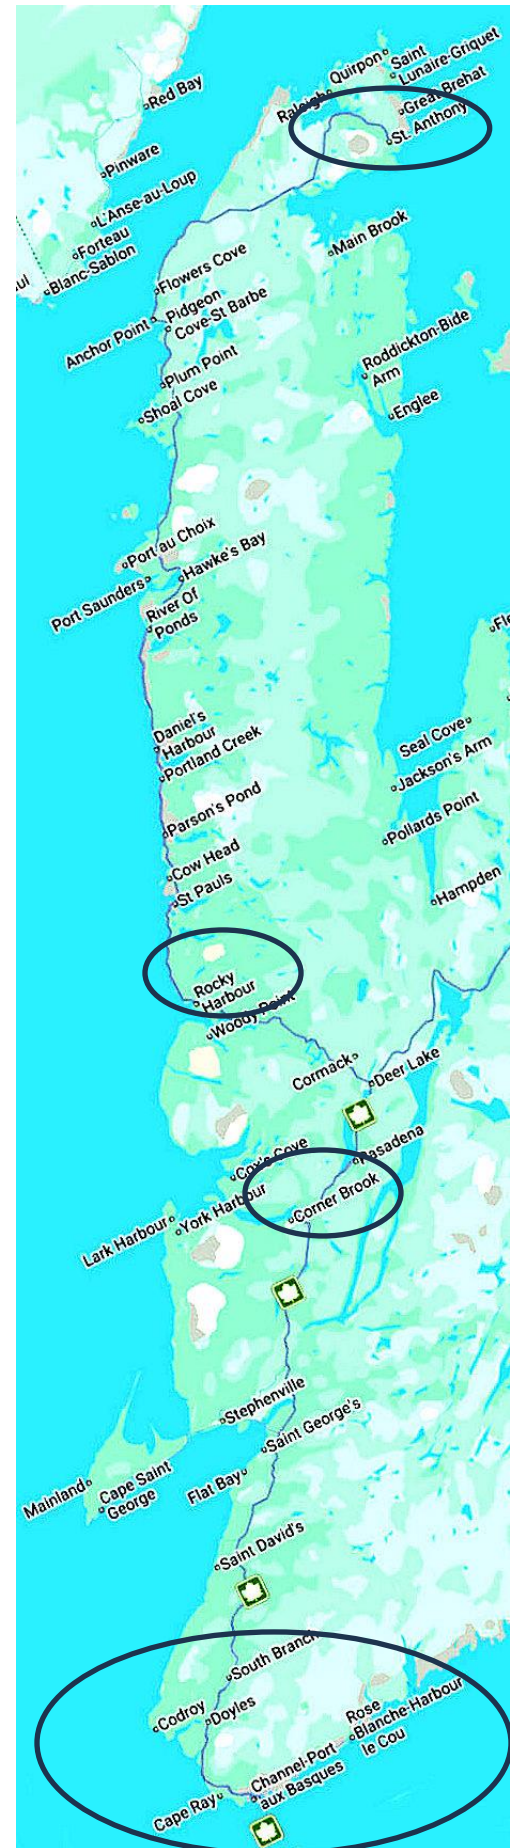 Quirpon
Saint
Lunaire-Griquet
Raleigh
Great Brehat
St. Anthony
Red Bay
Pinware
L'Anse-au-Loup
Forteau
Blanc-Sablon
ul
Main Brook
Flowers Cove
Pidgeon
Cove-St Barbe
Anchor Point
Plum Point
Shoal Cove
Roddickton-Bide
Arm
Englee
Port au Choix
Hawke's Bay
Port Saunders
River Of
Ponds
Fle
Daniel's
Harbour
Portland Creek
Seal Cove
Jackson's Arm
Parson's Pond
Pollards Point
Cow Head
St Pauls
Hampden
Rocky
Harbour
Woody Point
Cormack
Deer Lake
Pasadena
Cox's Cove
York Harbour
Corner Brook
Lark Harbour
Stephenville
Saint George's
Flat Bay
Mainland
Cape Saint
George
Saint David's
South Branch
Codroy
Doyles
Rose
Blanche-Harbour
le Cou
Channel-Port
aux Basques
Cape Ray